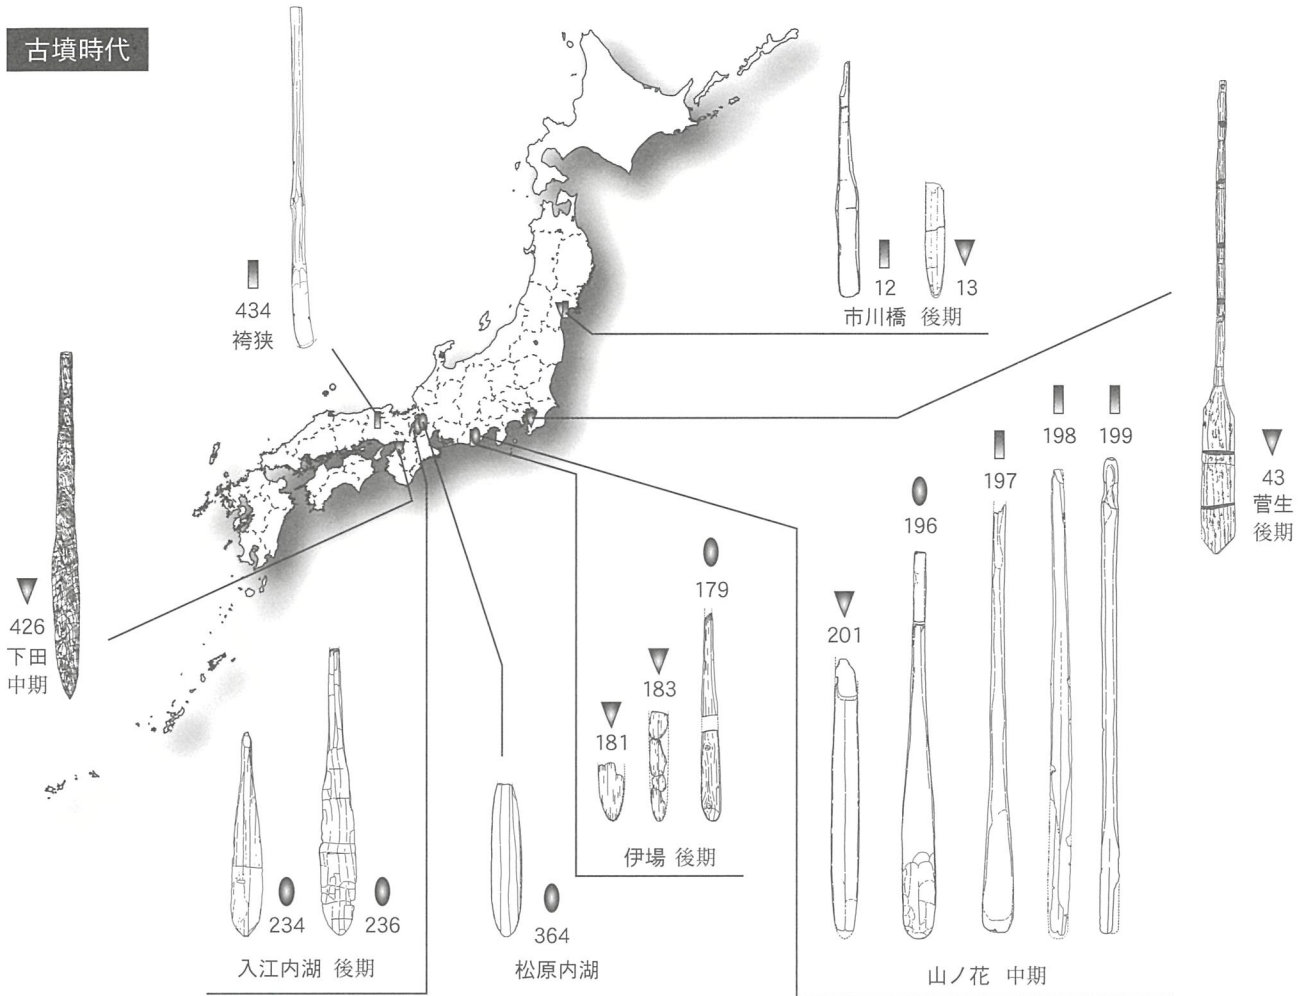 古墳時代
434
袴狭
12
13
市川橋 後期
198
199
197
43
菅生
後期
196
179
426
下田
中期
201
183
181
伊場 後期
234
236
364
入江内湖 後期
松原内湖
山ノ花 中期